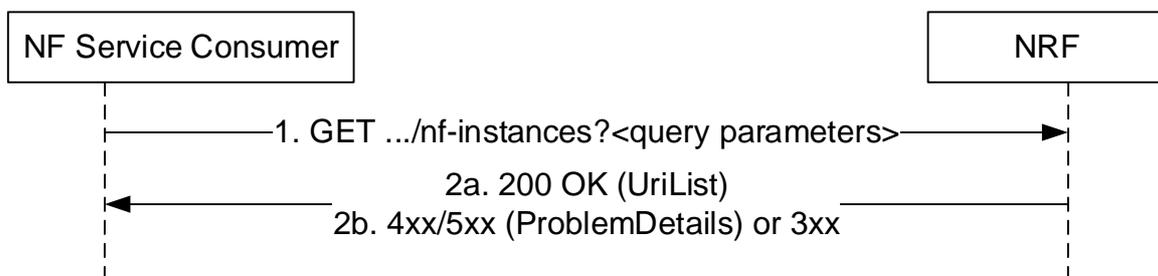 NF Service Consumer
NRF
1. GET .../nf-instances?<query parameters>
2a. 200 OK (UriList)
2b. 4xx/5xx (ProblemDetails) or 3xx